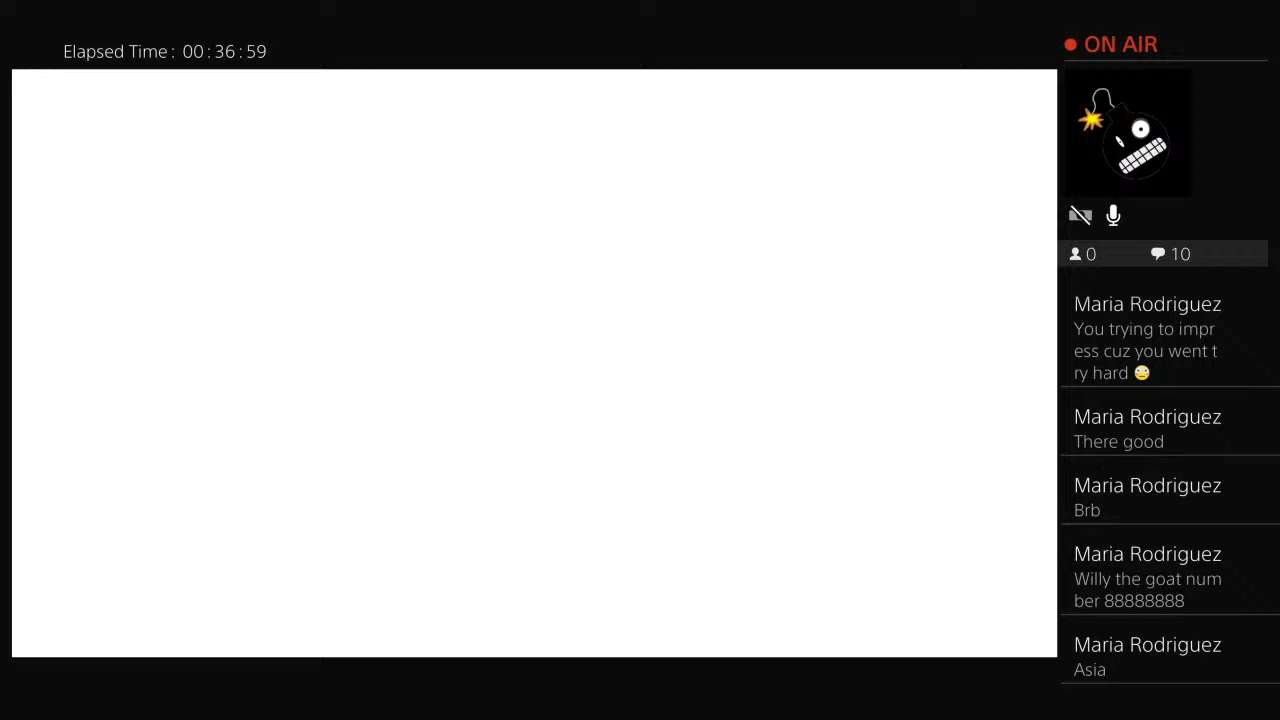 Elapsed Time: 00:36:59
ON AIR
0 10
Maria Rodriguez
You trying to impr
ess cuz you went t
ry hard 🙄
Maria Rodriguez
There good
Maria Rodriguez
Brb
Maria Rodriguez
Willy the goat num
ber 88888888
Maria Rodriguez
Asia